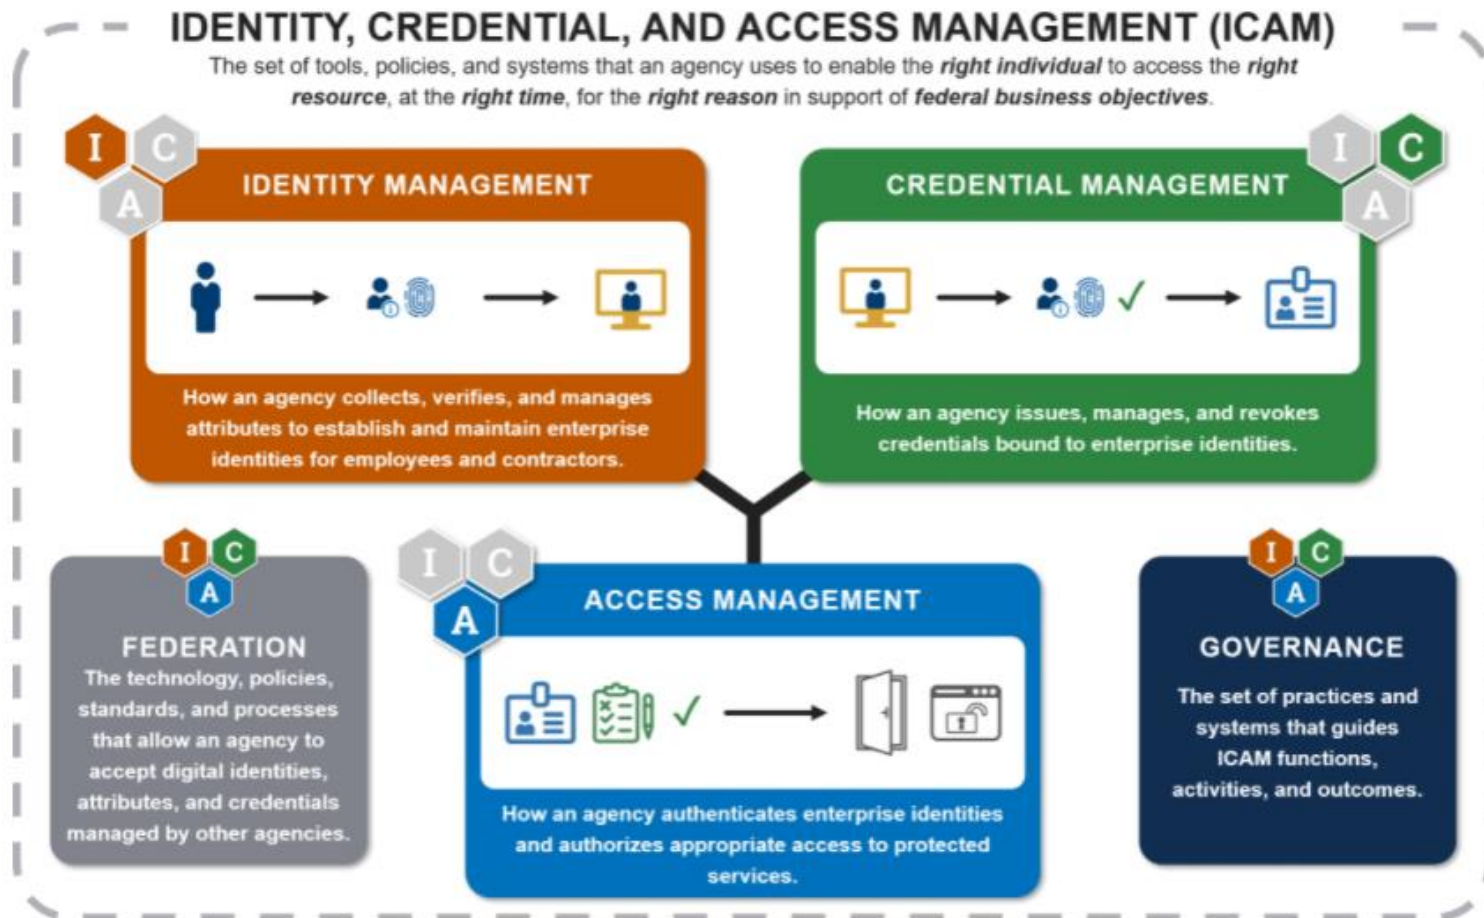 IDENTITY, CREDENTIAL, AND ACCESS MANAGEMENT (ICAM)
The set of tools, policies, and systems that an agency uses to enable the right individual to access the right
resource, at the right time, for the right reason in support of federal business objectives.
I C
A
IDENTITY MANAGEMENT
How an agency collects, verifies, and manages
attributes to establish and maintain enterprise
identities for employees and contractors.
I C
A
CREDENTIAL MANAGEMENT
How an agency issues, manages, and revokes
credentials bound to enterprise identities.
I C
A
FEDERATION
The technology, policies,
standards, and processes
that allow an agency to
accept digital identities,
attributes, and credentials
managed by other agencies.
I C
A
ACCESS MANAGEMENT
How an agency authenticates enterprise identities
and authorizes appropriate access to protected
services.
I C
A
GOVERNANCE
The set of practices and
systems that guides
ICAM functions,
activities, and outcomes.